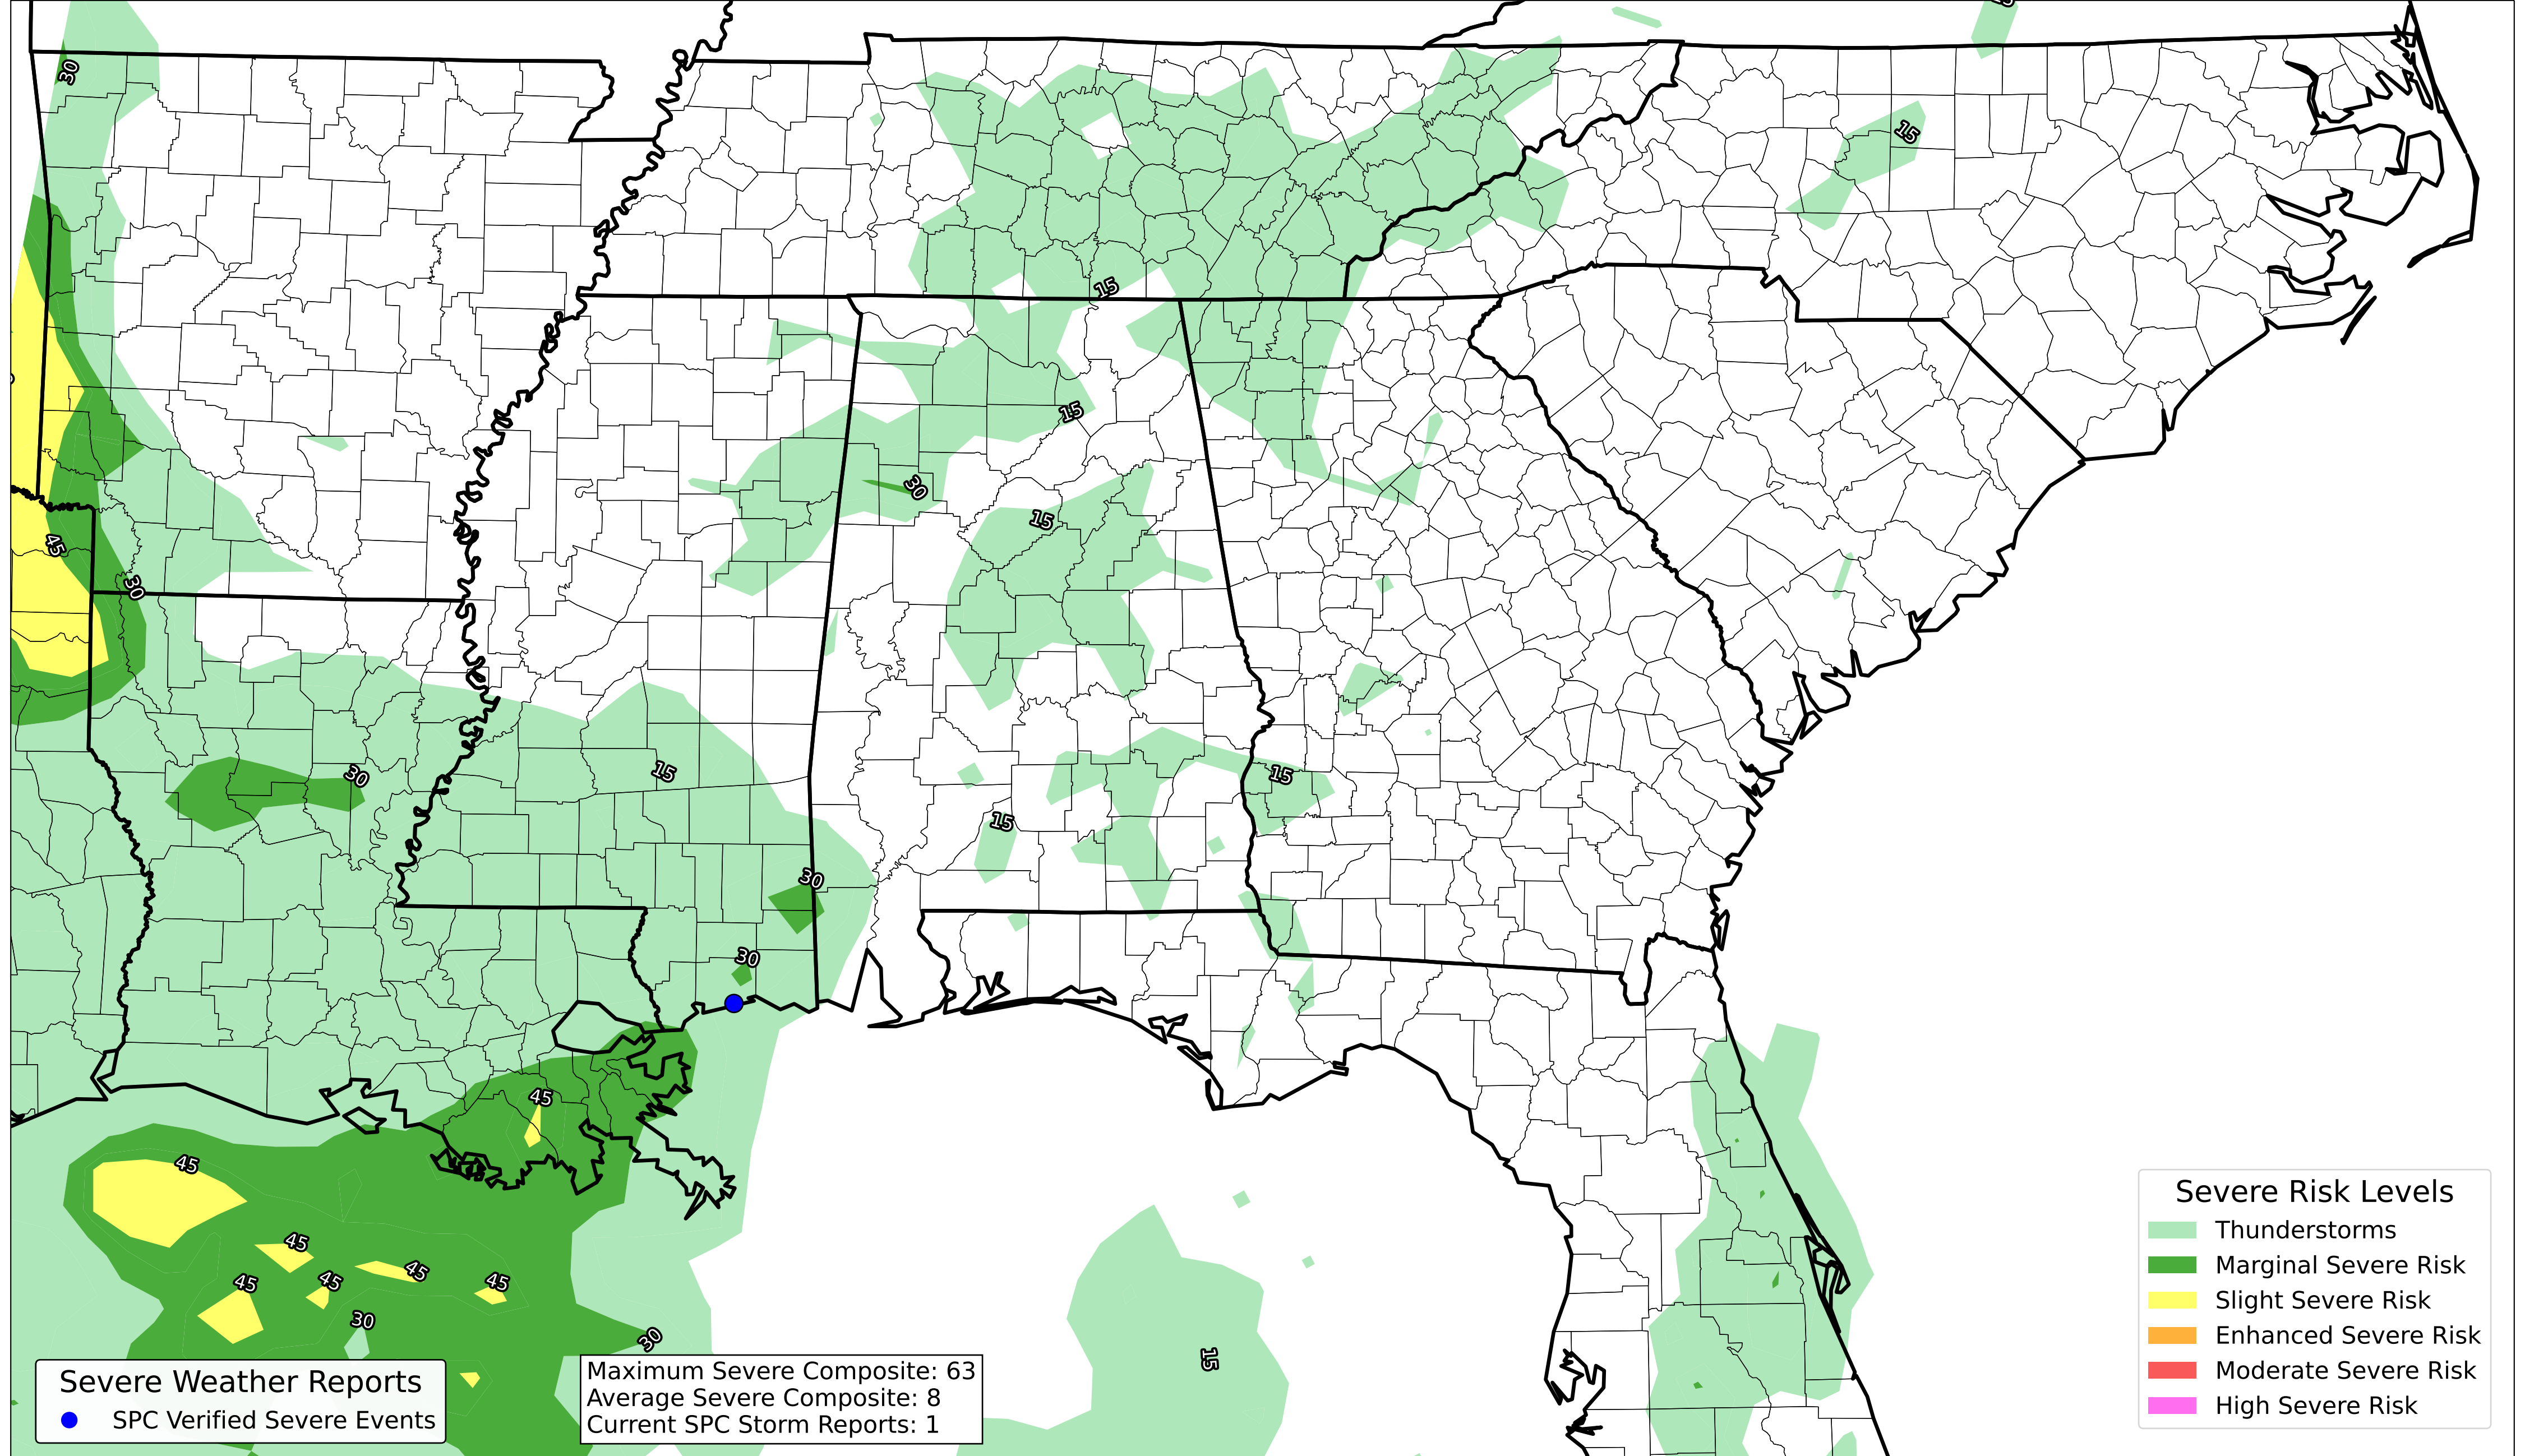 15
30
15
15
15
30
15
45
30
15
30
15
15
30
30
45
45
45
45
45
45
45
30
30
15
Severe Risk Levels
Thunderstorms
Marginal Severe Risk
Slight Severe Risk
Enhanced Severe Risk
Moderate Severe Risk
High Severe Risk
Severe Weather Reports
SPC Verified Severe Events
Maximum Severe Composite: 63
Average Severe Composite: 8
Current SPC Storm Reports: 1